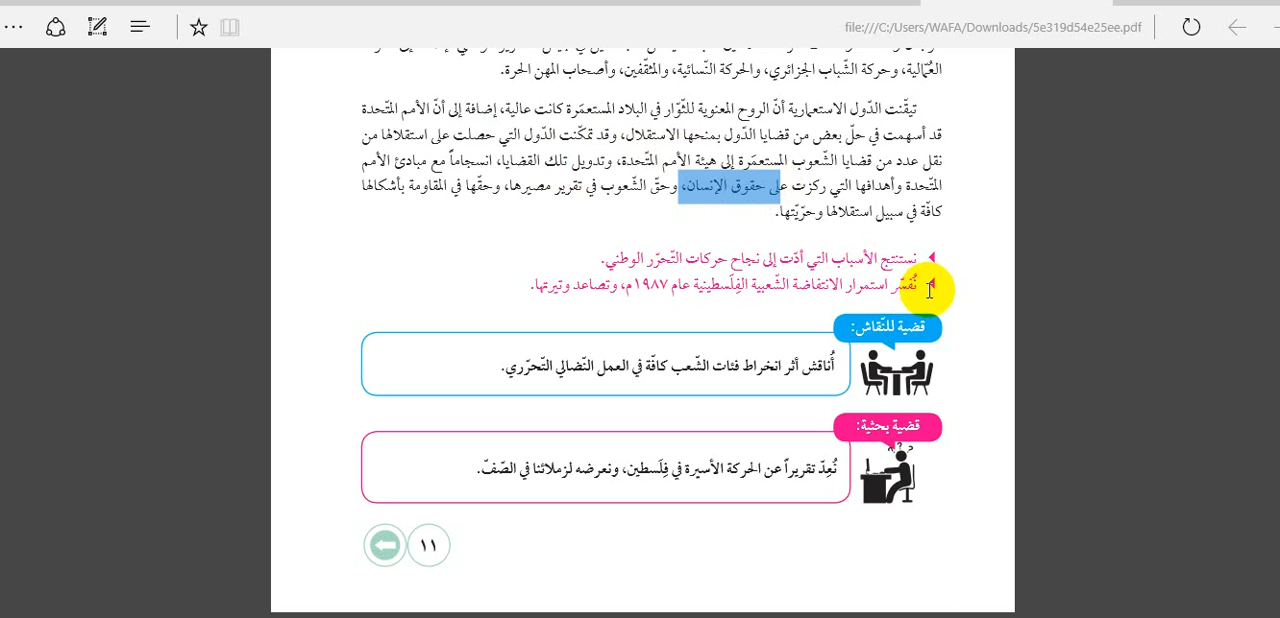 file:///C:/Users/WAFA/Downloads/5e319d54e25ee.pdf
العُمّالية، وحركة الشّباب الجزائري، والحركة النّسائية، والمثقّفين، وأصحاب المهن الحرة.
تيقّنت الدّول الاستعمارية أنّ الروح المعنوية للثوّار في البلاد المستعمَرة كانت عالية، إضافة إلى أنّ الأمم المتّحدة
قد أسهمت في حلّ بعض من قضايا الدّول بمنحها الاستقلال، وقد تمكّنت الدّول التي حصلت على استقلالها من
نقل عدد من قضايا الشّعوب المستعمَرة إلى هيئة الأمم المتّحدة، وتدويل تلك القضايا، انسجاماً مع مبادئ الأمم
المتّحدة وأهدافها التي ركزت على حقوق الإنسان، وحقّ الشّعوب في تقرير مصيرها، وحقّها في المقاومة بأشكالها
كافّة في سبيل استقلالها وحرّيّتها.
نستنتج الأسباب التي أدّت إلى نجاح حركات التّحرّر الوطني.
نُفسّر استمرار الانتفاضة الشّعبية الفِلَسطينية عام ١٩٨٧م، وتصاعد وتيرتها.
قضية للنّقاش:
أُناقش أثر انخراط فئات الشّعب كافّة في العمل النّضالي التّحرّري.
قضية بحثية:
نُعِدّ تقريراً عن الحركة الأسيرة في فِلَسطين، ونعرضه لزملائنا في الصّفّ.
١١